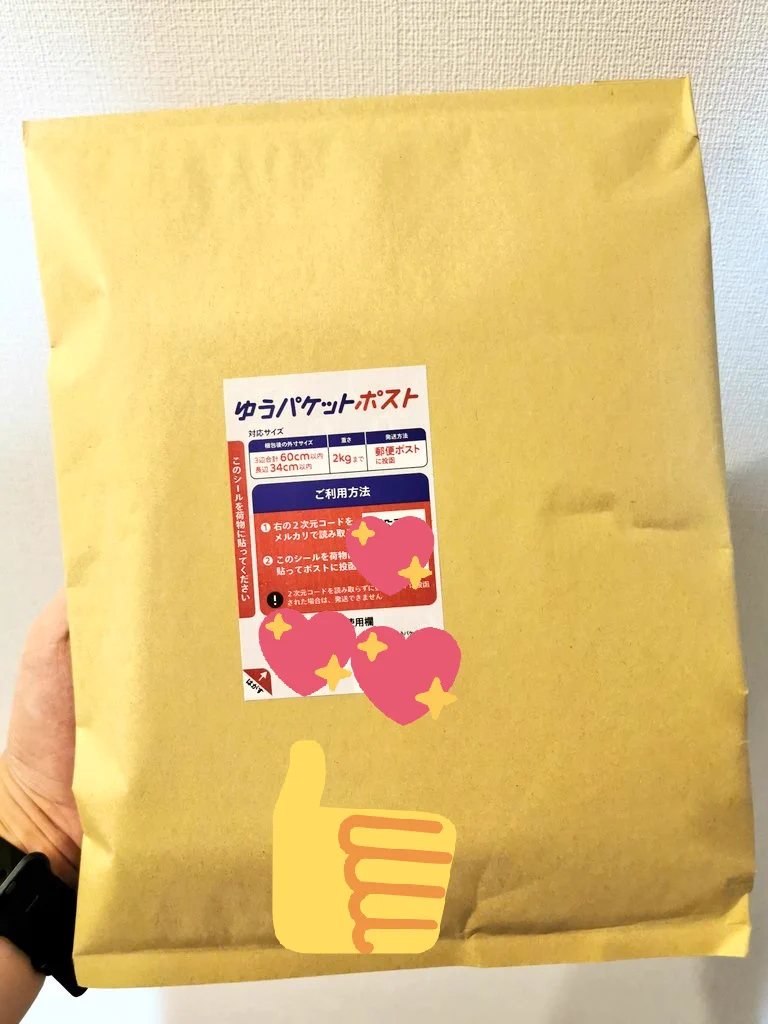 ゆうパケットポスト
対応サイズ
梱包後の外寸サイズ
重さ
発送方法
3辺合計 60cm以内
長辺 34cm以内
2kgまで
郵便ポスト
に投函
このシールを荷物に貼ってください
ご利用方法
① 右の2次元コードを
メルカリで読み取
② このシールを荷物
貼ってポストに投函
! 2次元コードを読み取らずに
函
された場合は、発送できません
使用欄
はがす